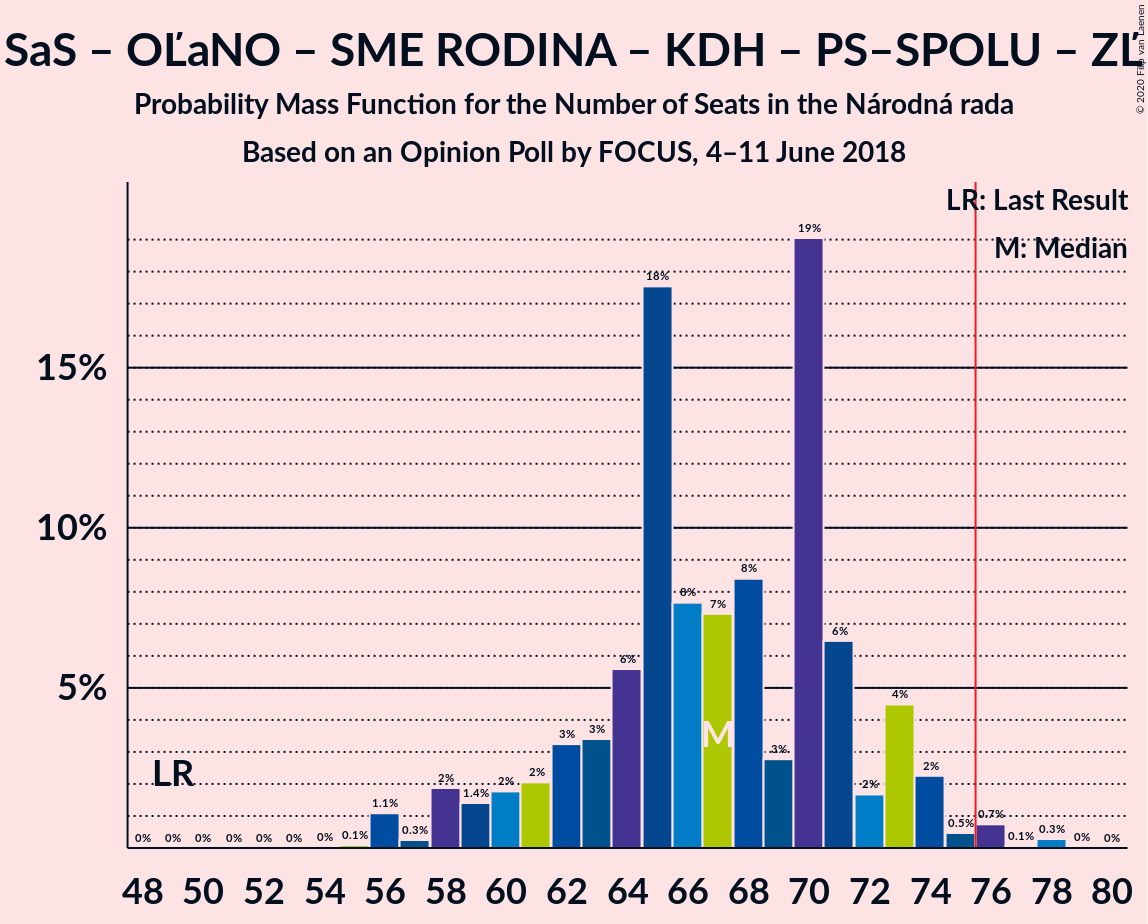 SaS – OĽaNO – SME RODINA – KDH – PS–SPOLU – ZĽ
© 2020 Filip van Laenen
Probability Mass Function for the Number of Seats in the Národná rada
Based on an Opinion Poll by FOCUS, 4–11 June 2018
LR: Last Result
M: Median
15%
10%
5%
LR
M
0% 0% 0% 0% 0% 0% 0% 0.1% 1.1% 0.3% 2% 1.4% 2% 2% 3% 3% 6% 18% 8% 7% 8% 3% 19% 6% 2% 4% 2% 0.5% 0.7% 0.1% 0.3% 0% 0%
48 50 52 54 56 58 60 62 64 66 68 70 72 74 76 78 80